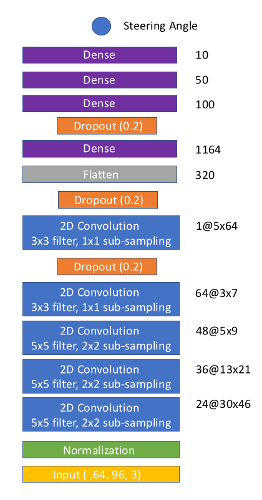 Steering Angle
Dense 10
Dense 50
Dense 100
Dropout (0.2)
Dense 1164
Flatten 320
Dropout (0.2)
2D Convolution 1@5x64
3x3 filter, 1x1 sub-sampling
Dropout (0.2)
2D Convolution 64@3x7
3x3 filter, 1x1 sub-sampling
2D Convolution 48@5x9
5x5 filter, 2x2 sub-sampling
2D Convolution 36@13x21
5x5 filter, 2x2 sub-sampling
2D Convolution 24@30x46
5x5 filter, 2x2 sub-sampling
Normalization
Input ( ,64, 96, 3)